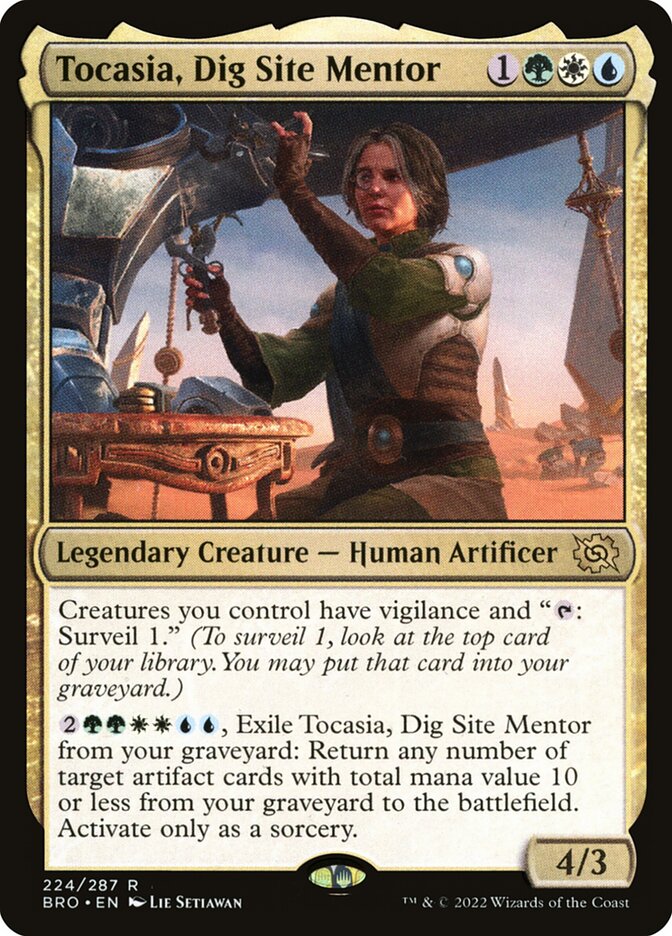 Tocasia, Dig Site Mentor 1
Legendary Creature — Human Artificer
Creatures you control have vigilance and “
: Surveil 1.” (To surveil 1, look at the top card
of your library. You may put that card into your
graveyard.)
2, Exile Tocasia, Dig Site Mentor
from your graveyard: Return any number of
target artifact cards with total mana value 10
or less from your graveyard to the battlefield.
Activate only as a sorcery.
4/3
224/287 R
BRO • EN LIE SETIAWAN
™ & © 2022 Wizards of the Coast